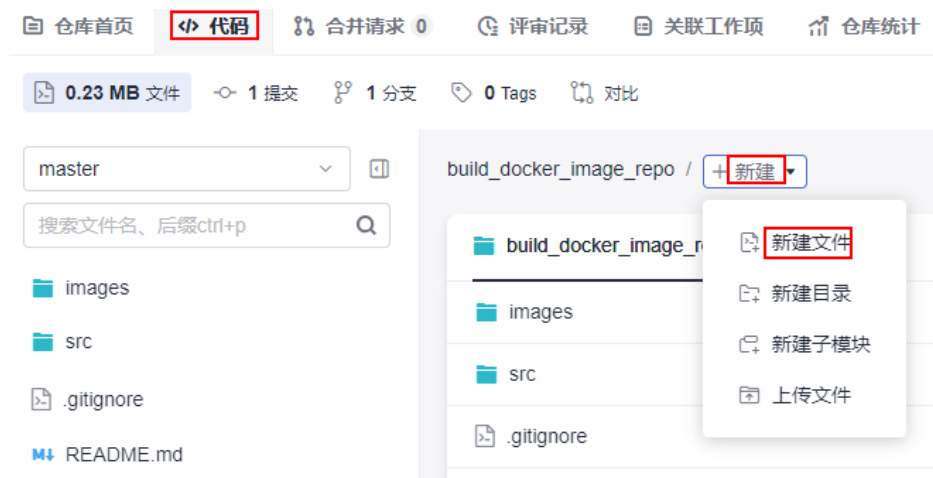 仓库首页 代码 合并请求 0 评审记录 关联工作项 仓库统计
0.23 MB 文件 1 提交 1 分支 0 Tags 对比
master
搜索文件名、后缀ctrl+p
images
src
.gitignore
M↓ README.md
build_docker_image_repo / + 新建
build_docker_image_r
images
src
.gitignore
新建文件
新建目录
新建子模块
上传文件